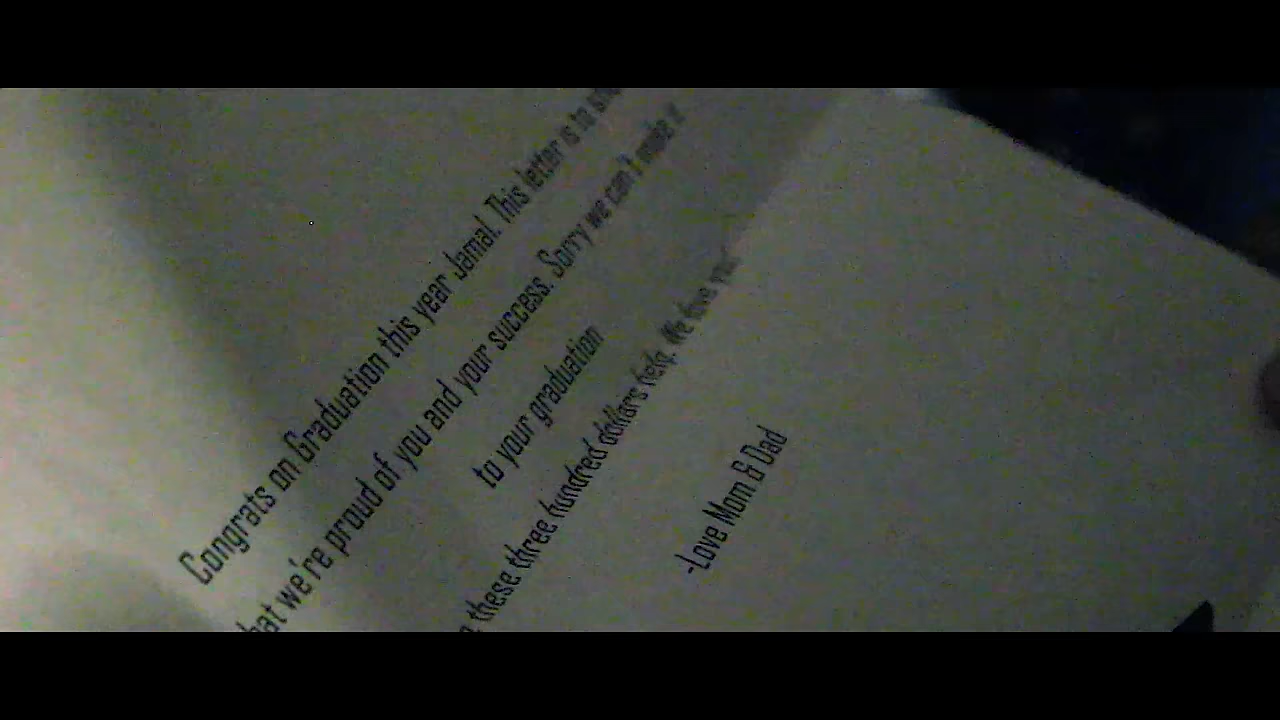 Congrats on Graduation this year Jamal. This letter is to
that we're proud of you and your success. Sorry we can't make it
to your graduation
these three hundred dollars help. We love you
-Love Mom & Dad